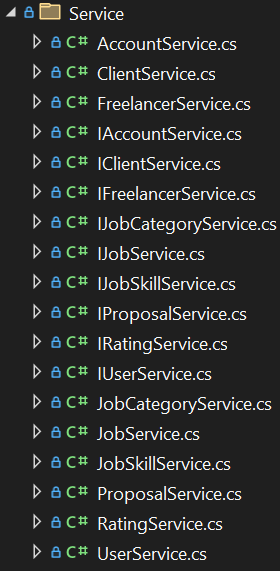 Service
C# AccountService.cs
C# ClientService.cs
C# FreelancerService.cs
C# IAccountService.cs
C# IClientService.cs
C# IFreelancerService.cs
C# IJobCategoryService.cs
C# IJobService.cs
C# IJobSkillService.cs
C# IProposalService.cs
C# IRatingService.cs
C# IUserService.cs
C# JobCategoryService.cs
C# JobService.cs
C# JobSkillService.cs
C# ProposalService.cs
C# RatingService.cs
C# UserService.cs